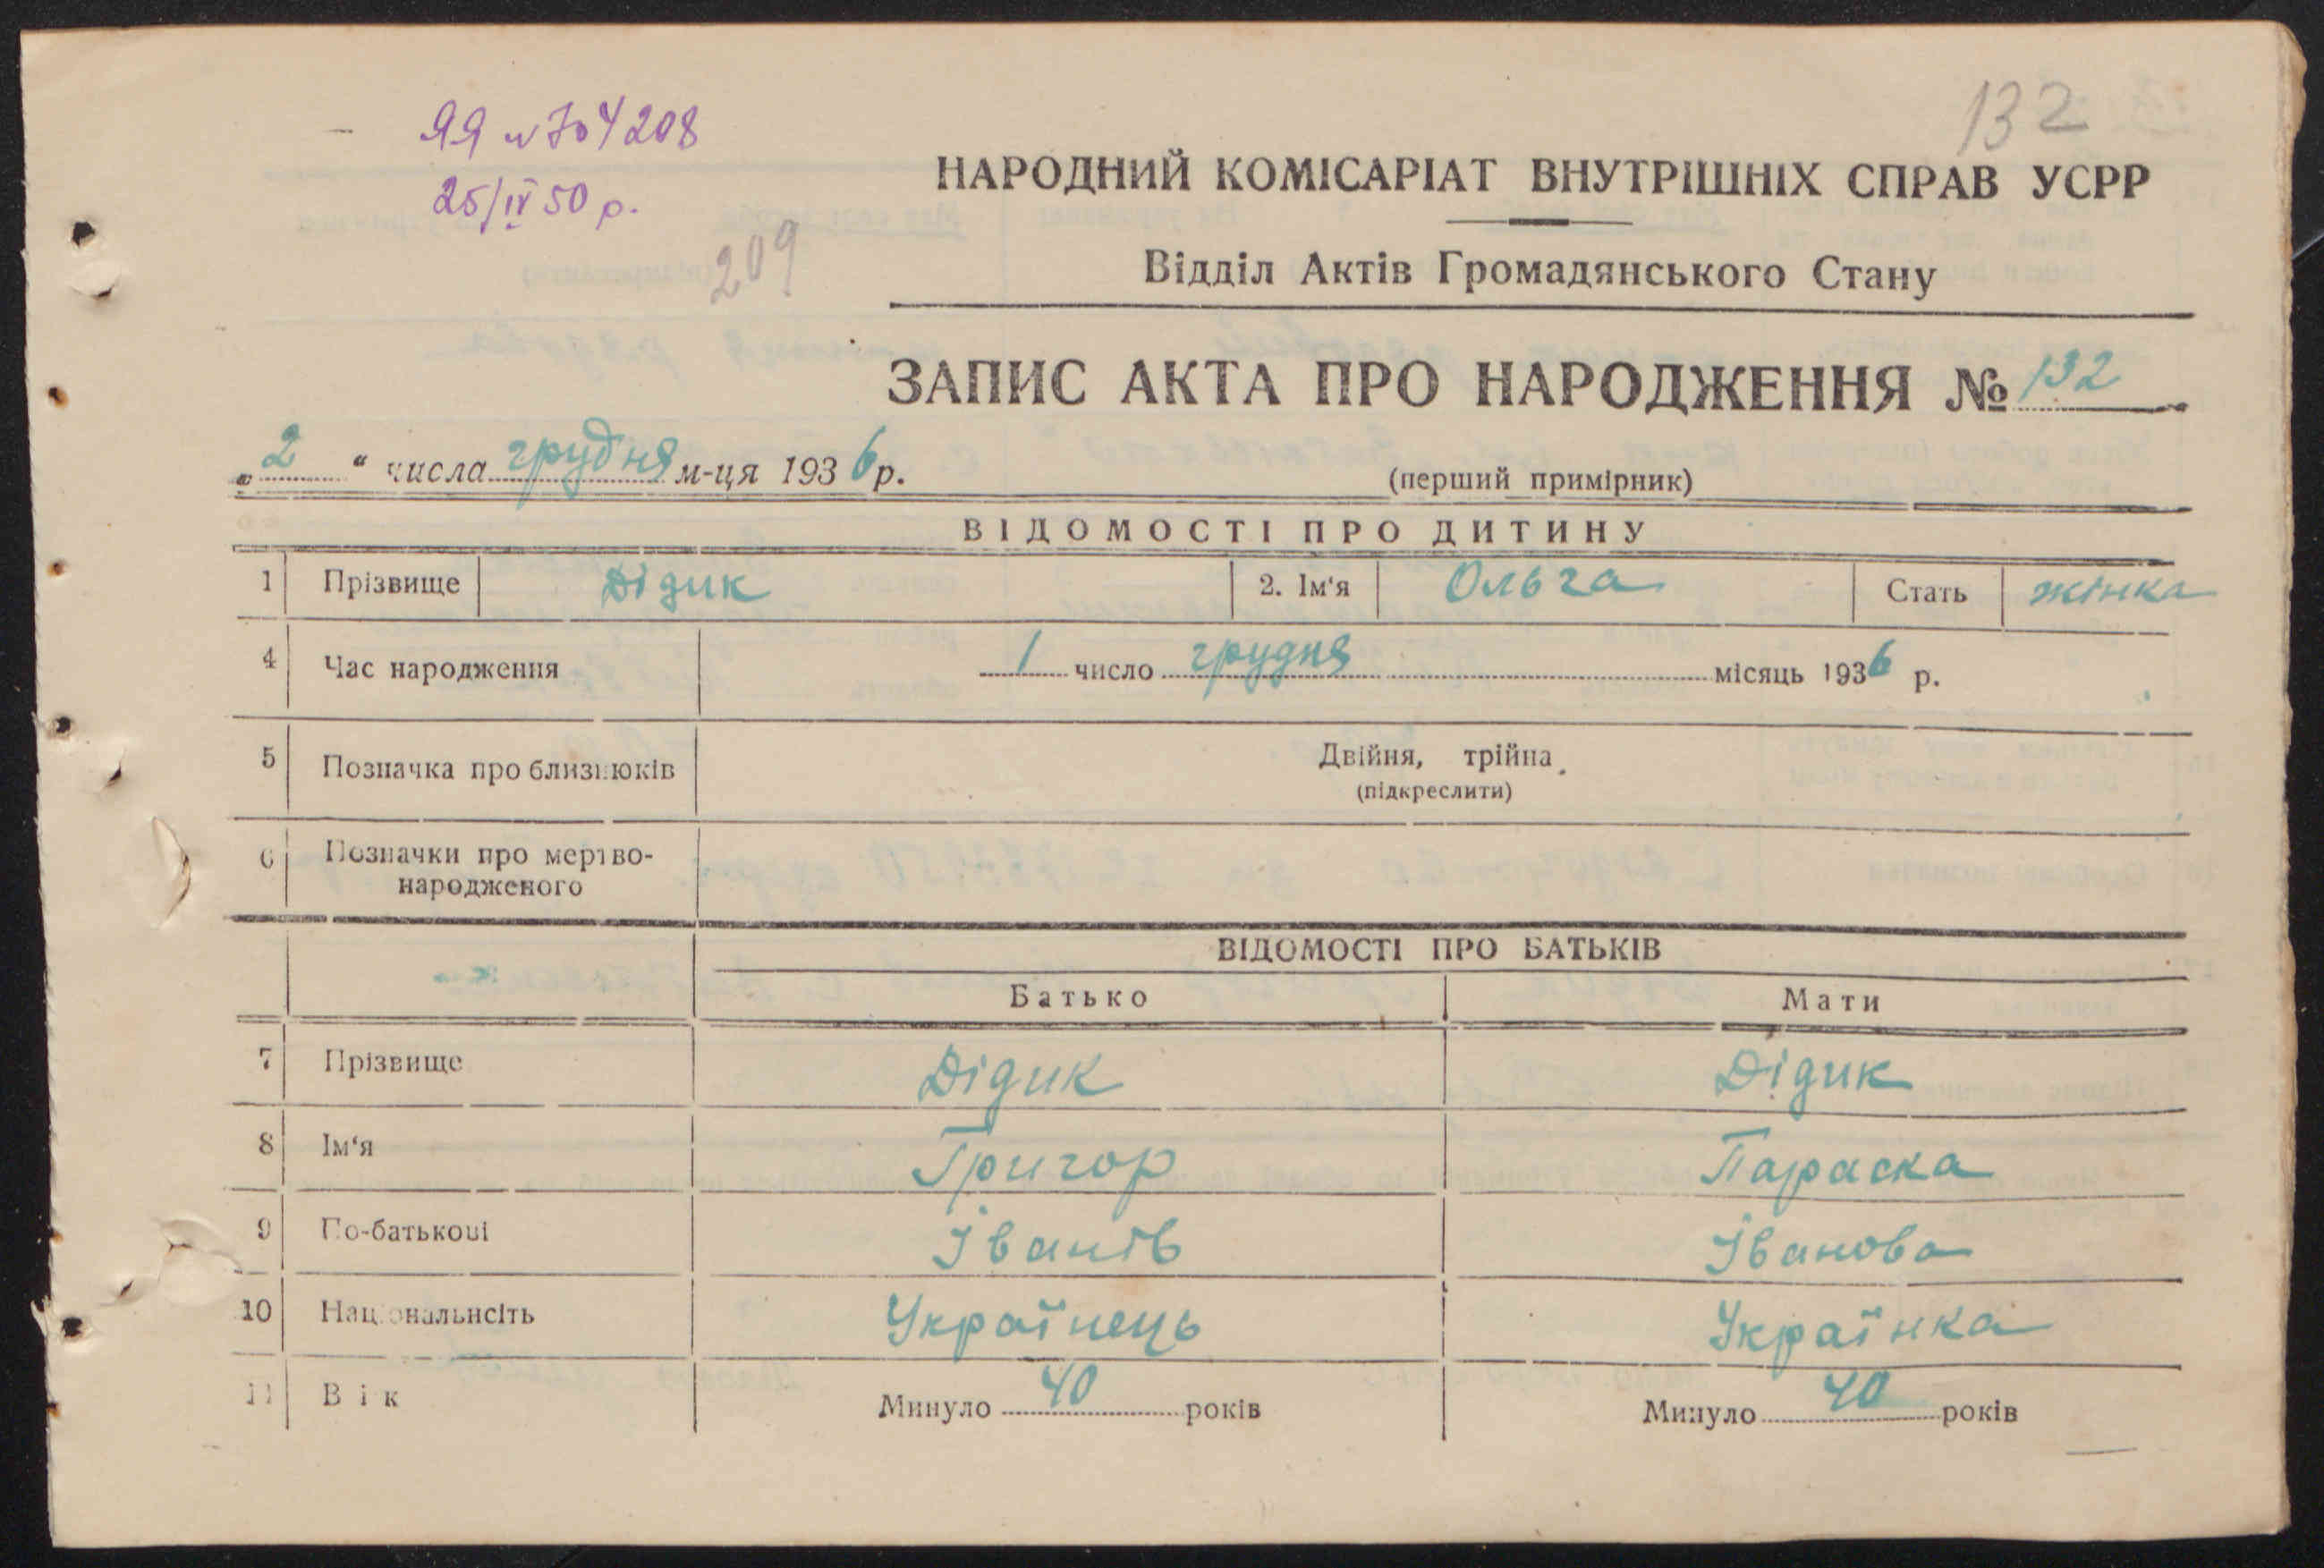 132
ЯЯ №704208
25/IV 50 р.
209
НАРОДНИЙ КОМІСАРІАТ ВНУТРІШНІХ СПРАВ УСРР
Відділ Актів Громадянського Стану
ЗАПИС АКТА ПРО НАРОДЖЕННЯ № 132
„2“ числа грудня м-ця 1936 р.
(перший примірник)
ВІДОМОСТІ ПРО ДИТИНУ
1 Прізвище Дідик 2. Ім'я Ольга Стать жінка
4 Час народження 1 число грудня місяць 1936 р.
5 Позначка про близнюків Двійня, трійна
(підкреслити)
6 Позначки про мертво-
народженого
ВІДОМОСТІ ПРО БАТЬКІВ
Батько Мати
7 Прізвище Дідик Дідик
8 Ім'я Григор Параска
9 По-батькові Іванів Іванова
10 Національнсіть Українець Українка
11 Вік Минуло 40 років Минуло 40 років